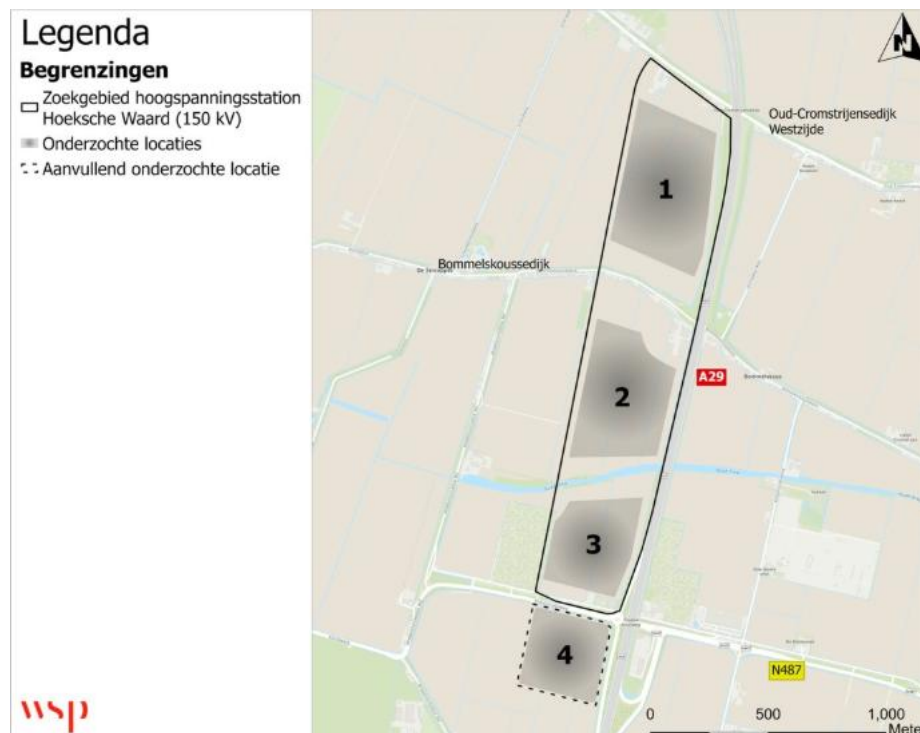 Legenda
Begrenzingen
Zoekgebied hoogspanningsstation
Hoeksche Waard (150 kV)
Onderzochte locaties
Aanvullend onderzochte locatie
N
Oud-Cromstrijensedijk
Westzijde
1
Bommelskoussedijk
2
A29
3
4
N487
wsp
0 500 1,000
Mete